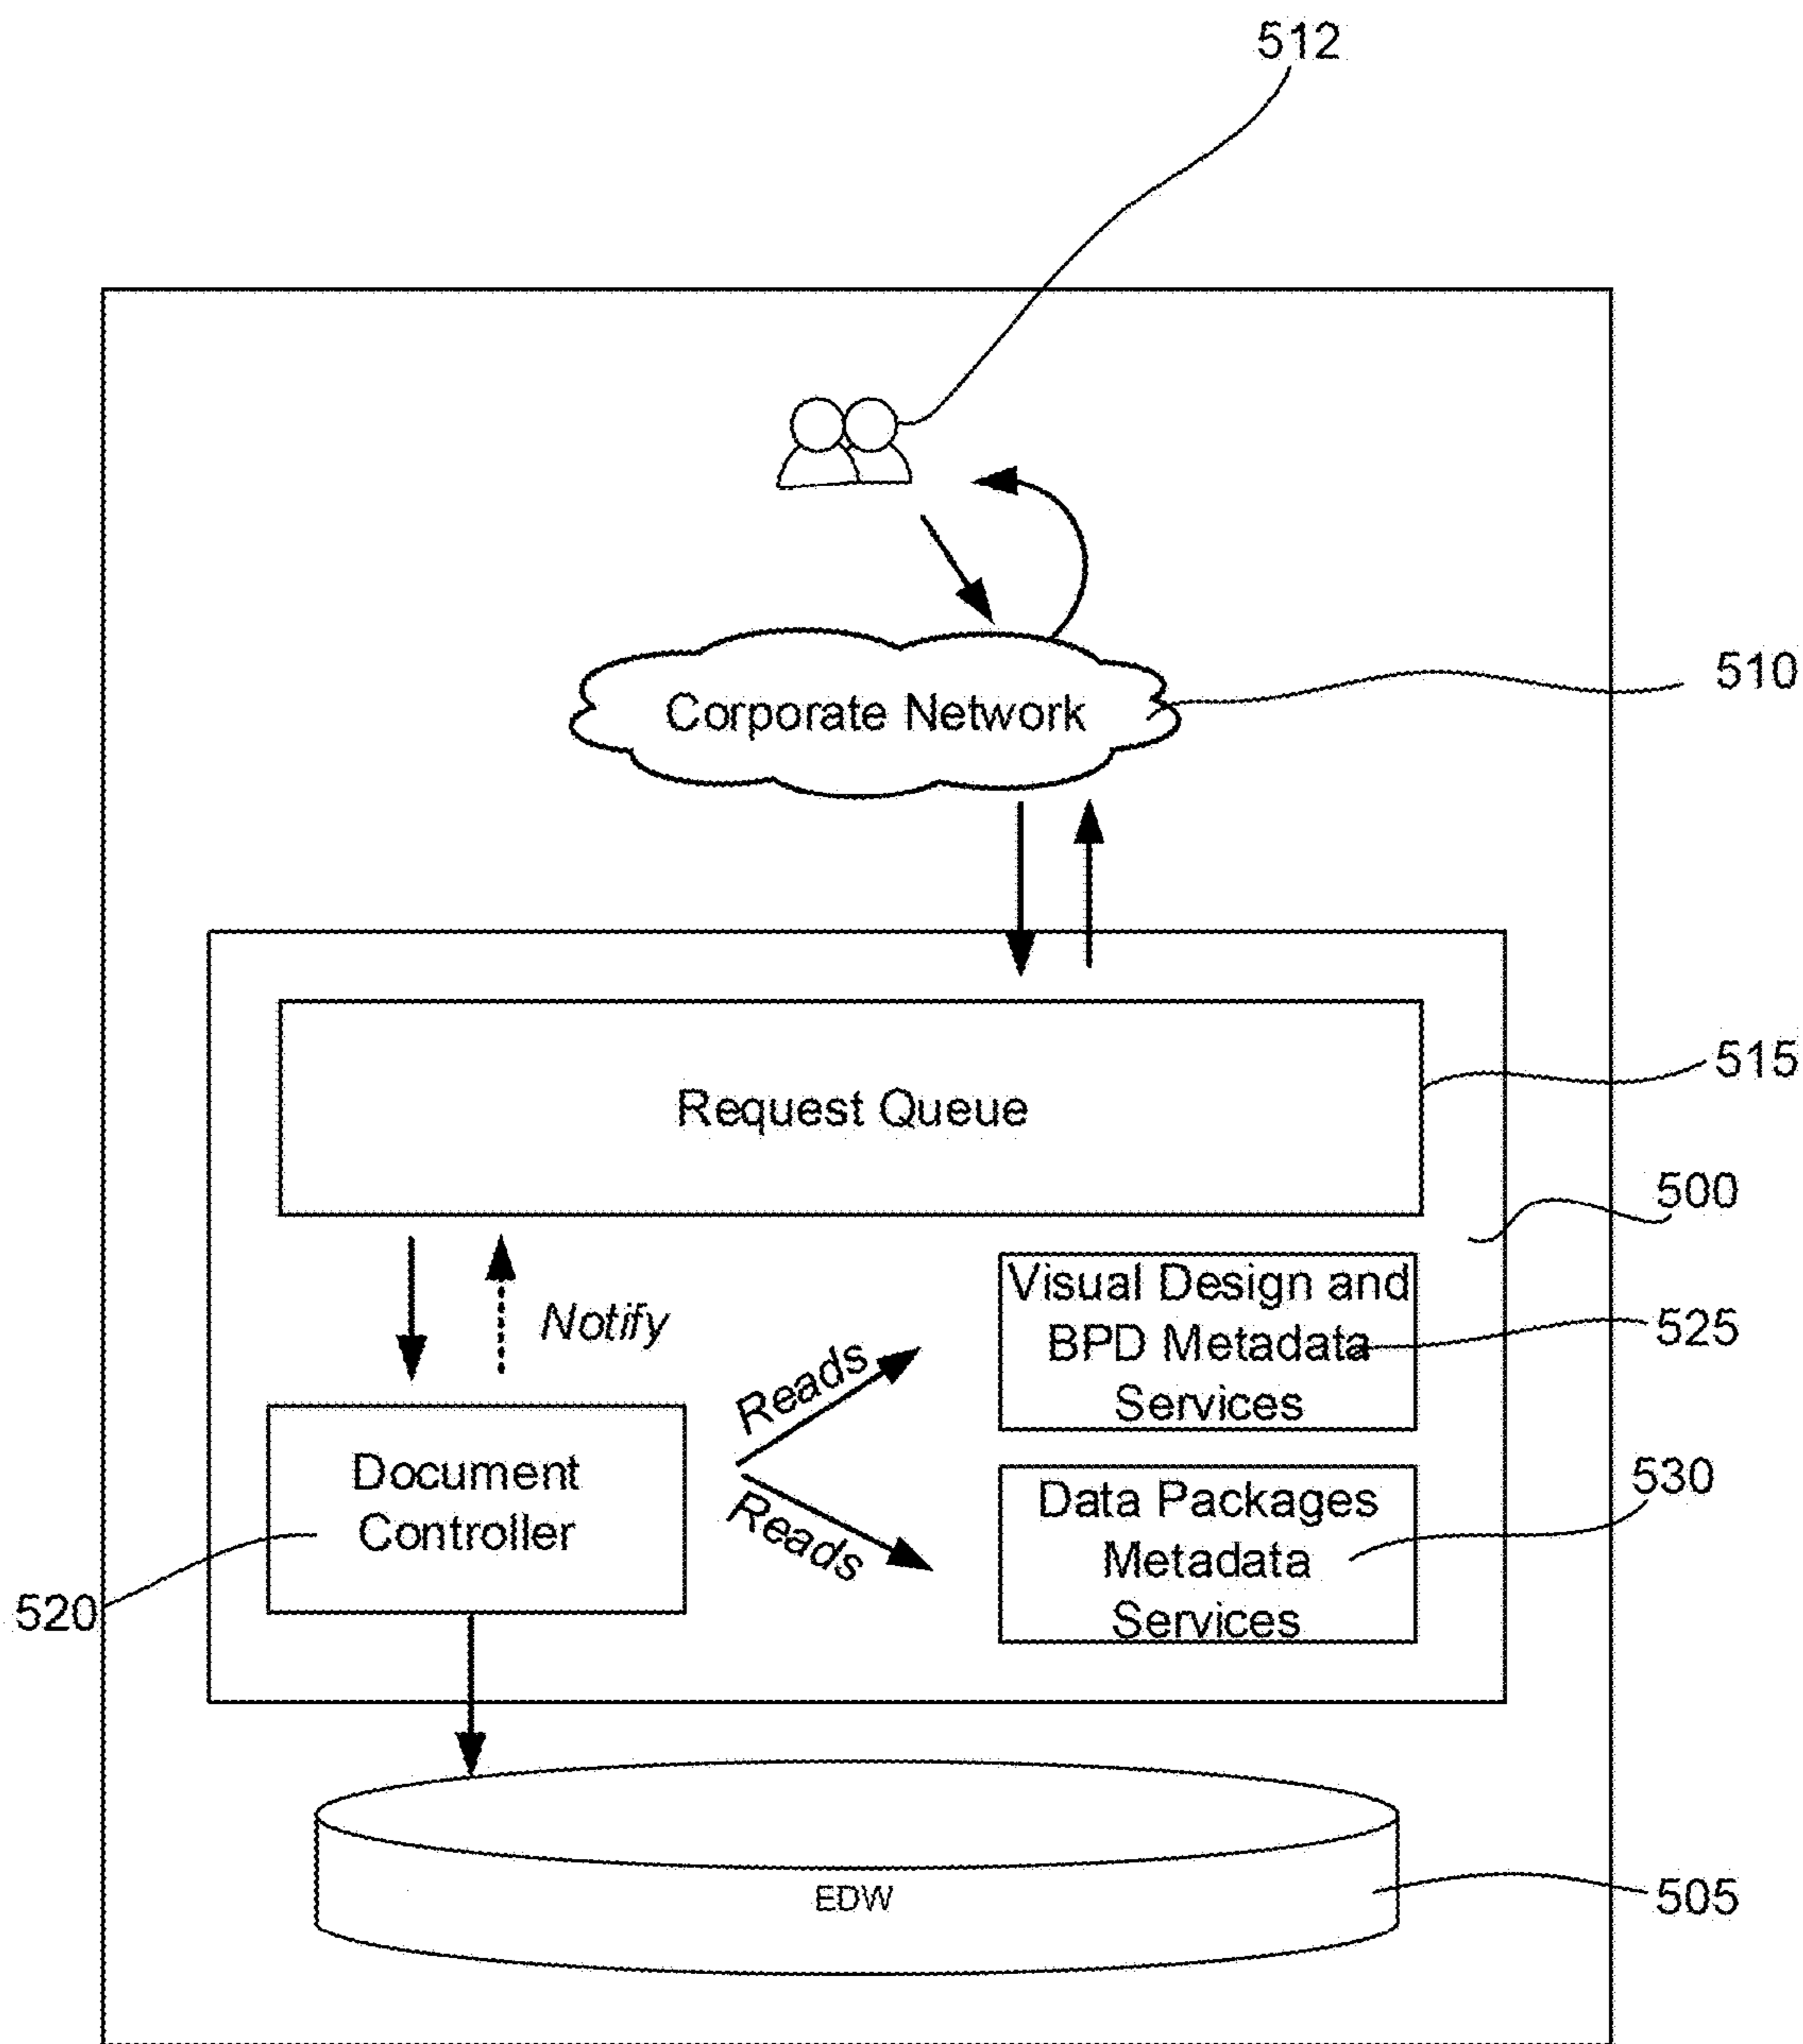 512
Corporate Network
510
Request Queue
515
500
Notify
Visual Design and
BPD Metadata
Services
525
Reads
Reads
Document
Controller
520
Data Packages
Metadata
Services
530
EDW
505